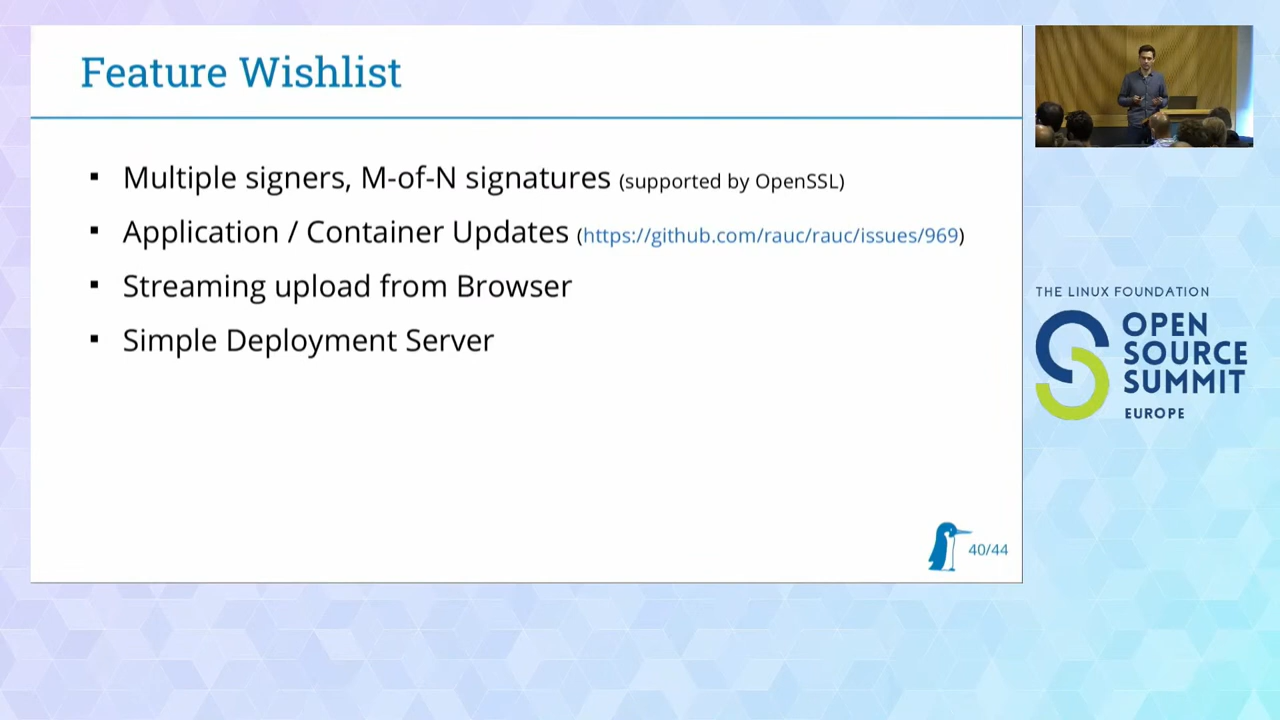 Feature Wishlist
▪ Multiple signers, M-of-N signatures (supported by OpenSSL)
▪ Application / Container Updates (https://github.com/rauc/rauc/issues/969)
▪ Streaming upload from Browser
▪ Simple Deployment Server
40/44
THE LINUX FOUNDATION
OPEN
SOURCE
SUMMIT
EUROPE